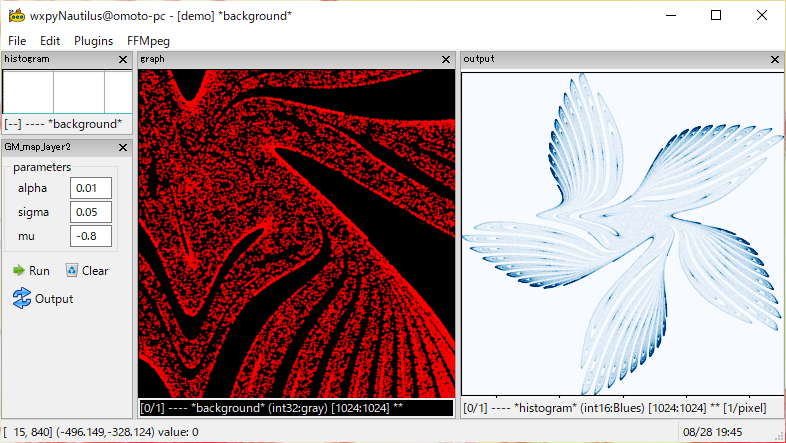 wxpyNautilus@omoto-pc - [demo] *background*
File Edit Plugins FFMpeg
histogram
graph
output
[--] ---- *background*
GM_map_layer2
parameters
alpha 0.01
sigma 0.05
mu -0.8
Run Clear
Output
[0/1] ---- *background* (int32:gray) [1024:1024] **
[0/1] ---- *histogram* (int16:Blues) [1024:1024] ** [1/pixel]
[ 15, 840] (-496.149,-328.124) value: 0
08/28 19:45